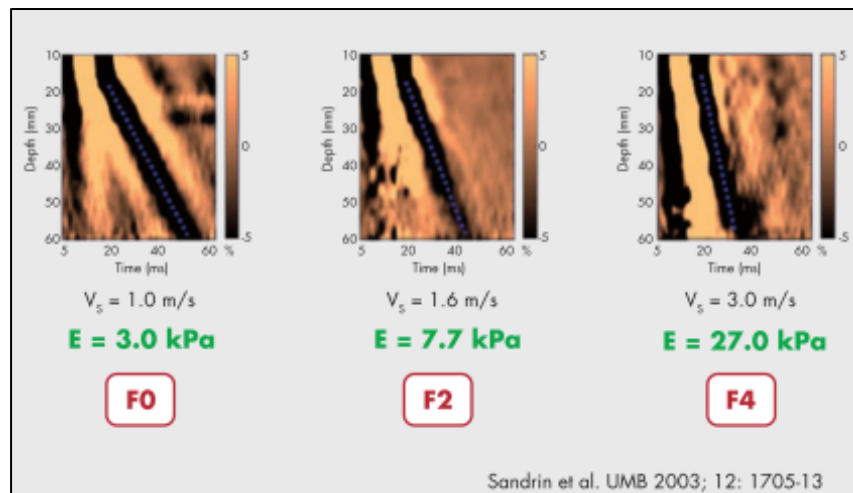 10 5 10 5 10 5
20 20 20
Depth (mm) 30 0 Depth (mm) 30 0 Depth (mm) 30 0
40 40 40
50 50 50
60 -5 60 -5 60 -5
5 20 40 60 % 5 20 40 60 % 5 20 40 60 %
Time (ms) Time (ms) Time (ms)
VS = 1.0 m/s VS = 1.6 m/s VS = 3.0 m/s
E = 3.0 kPa E = 7.7 kPa E = 27.0 kPa
F0 F2 F4
Sandrin et al. UMB 2003; 12: 1705-13